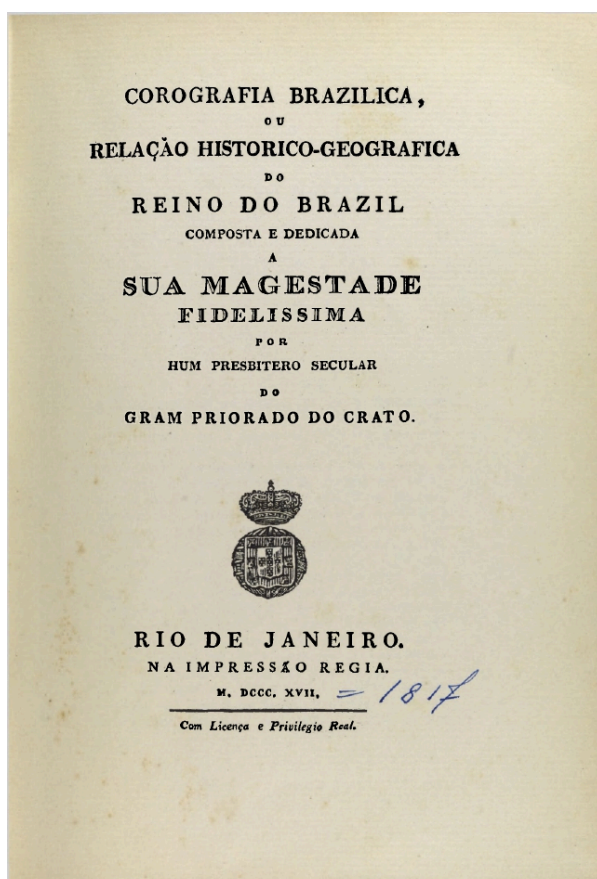 COROGRAFIA BRAZILICA,
OU
RELAÇÃO HISTORICO-GEOGRAFICA
DO
REINO DO BRAZIL
COMPOSTA E DEDICADA
A
SUA MAGESTADE
FIDELISSIMA
POR
HUM PRESBITERO SECULAR
DO
GRAM PRIORADO DO CRATO.
RIO DE JANEIRO.
NA IMPRESSÃO REGIA.
M. DCCC. XVII. = 1817
Com Licença e Privilegio Real.